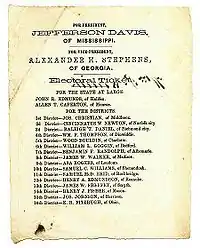 FOR PRESIDENT,
JEFFERSON DAVIS,
OF MISSISSIPPI.
FOR VICE-PRESIDENT,
ALEXANDER H. STEPHENS,
OF GEORGIA.
Electoral Ticket.
FOR THE STATE AT LARGE.
JOHN R. EDMUNDS, of Halifax.
ALLEN T. CAPERTON, of Monroe.
FOR THE DISTRICTS.
1st District—JOS. CHRISTIAN, of Middlesex.
2d District—CINCINNATUS W. NEWTON, of Norfolk city.
3d District—RALEIGH T. DANIEL, of Richmond city.
4th District—WM. F. THOMPSON, of Dinwiddie.
5th District—WOOD BOULDIN, of Charlotte.
6th District—WILLIAM L. GOGGIN, of Bedford.
7th District—BENJAMIN F. RANDOLPH, of Albemarle.
8th District—JAMES W. WALKER, of Madison.
9th District—ASA ROGERS, of Loudoun.
10th District—SAMUEL C. WILLIAMS, of Shenandoah.
11th District—SAMUEL McD. REID, of Rockbridge.
12th District—HENRY A. EDMUNDSON, of Roanoke.
13th District—JAMES W. SHEFFEY, of Smyth.
14th District—HENRY J. FISHER, of Mason.
15th District—JOS. JOHNSON, of Harrison.
16th District—E. H.